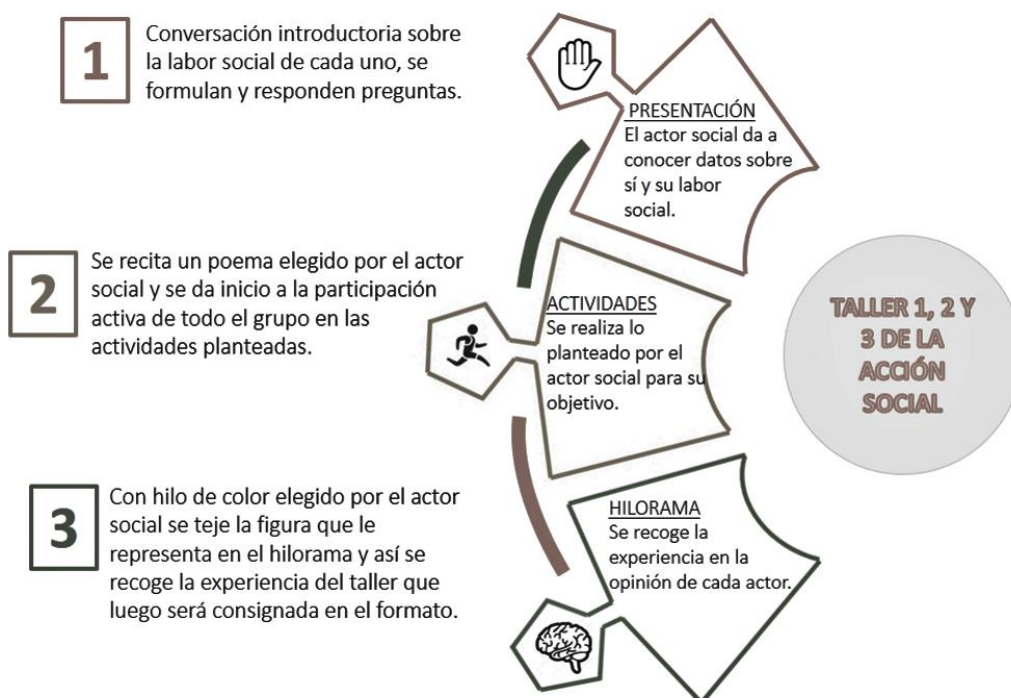 1
Conversación introductoria sobre
la labor social de cada uno, se
formulan y responden preguntas.
PRESENTACIÓN
El actor social da a
conocer datos sobre
sí y su labor
social.
2
Se recita un poema elegido por el actor
social y se da inicio a la participación
activa de todo el grupo en las
actividades planteadas.
ACTIVIDADES
Se realiza lo
planteado por el
actor social para su
objetivo.
TALLER 1, 2 Y
3 DE LA
ACCIÓN
SOCIAL
3
Con hilo de color elegido por el actor
social se teje la figura que le
representa en el hilorama y así se
recoge la experiencia del taller que
luego será consignada en el formato.
HILORAMA
Se recoge la
experiencia en la
opinión de cada actor.